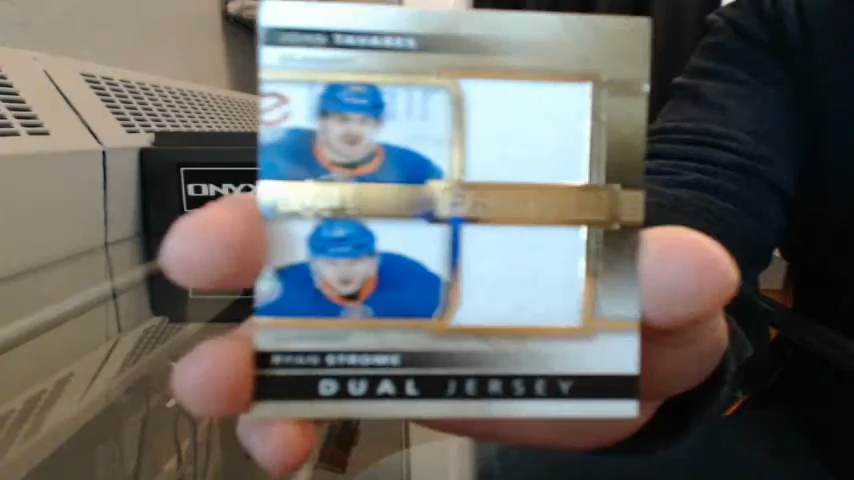 JOHN TAVARES
ONYX
RYAN STROME
DUAL JERSEY